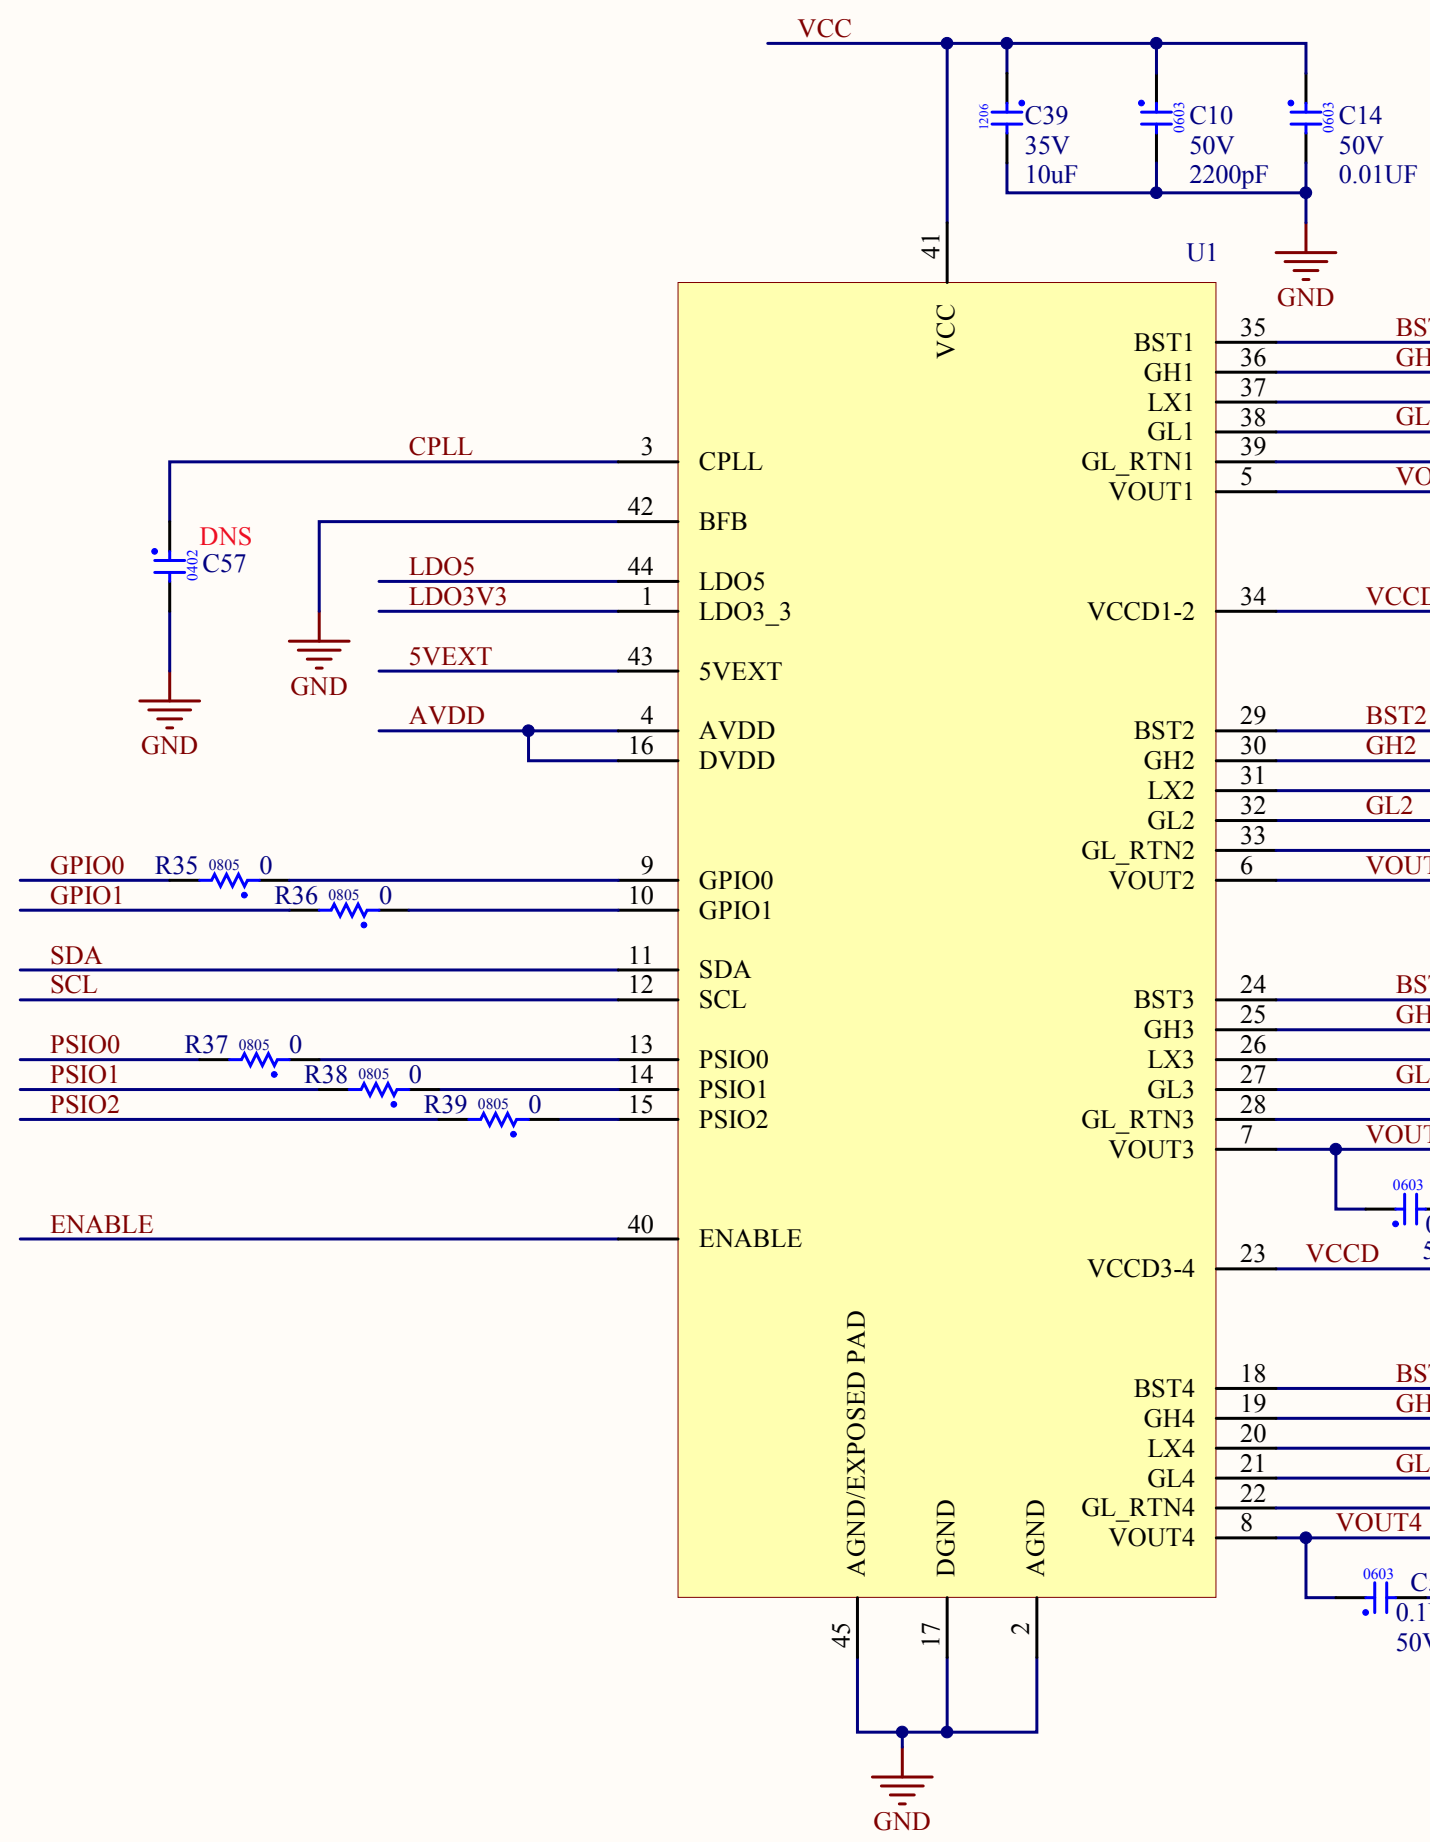 VCC
1206 C39 0603 C10 0603 C14
35V 50V 50V
10uF 2200pF 0.01UF
41 U1
GND
VCC
BST1 35
GH1 36
LX1 37
GL1 38
CPLL 3 CPLL GL_RTN1 39
VOUT1 5
42 BFB
DNS
0402 C57
LDO5 44 LDO5
LDO3V3 1 LDO3_3 VCCD1-2 34
GND
5VEXT 43 5VEXT
GND
AVDD 4 AVDD BST2 29 BST2
16 DVDD GH2 30 GH2
LX2 31
GL2 32 GL2
GL_RTN2 33
GPIO0 R35 0805 0 9 GPIO0 VOUT2 6
GPIO1 R36 0805 0 10 GPIO1
SDA 11 SDA
SCL 12 SCL BST3 24
GH3 25
PSIO0 R37 0805 0 13 PSIO0 LX3 26
PSIO1 R38 0805 0 14 PSIO1 GL3 27
PSIO2 R39 0805 0 15 PSIO2 GL_RTN3 28
VOUT3 7
0603
ENABLE 40 ENABLE
VCCD3-4 23 VCCD
BST4 18
GH4 19
LX4 20
GL4 21
GL_RTN4 22
VOUT4 8 VOUT4
AGND/EXPOSED PAD DGND AGND
0603
45 17 2
GND